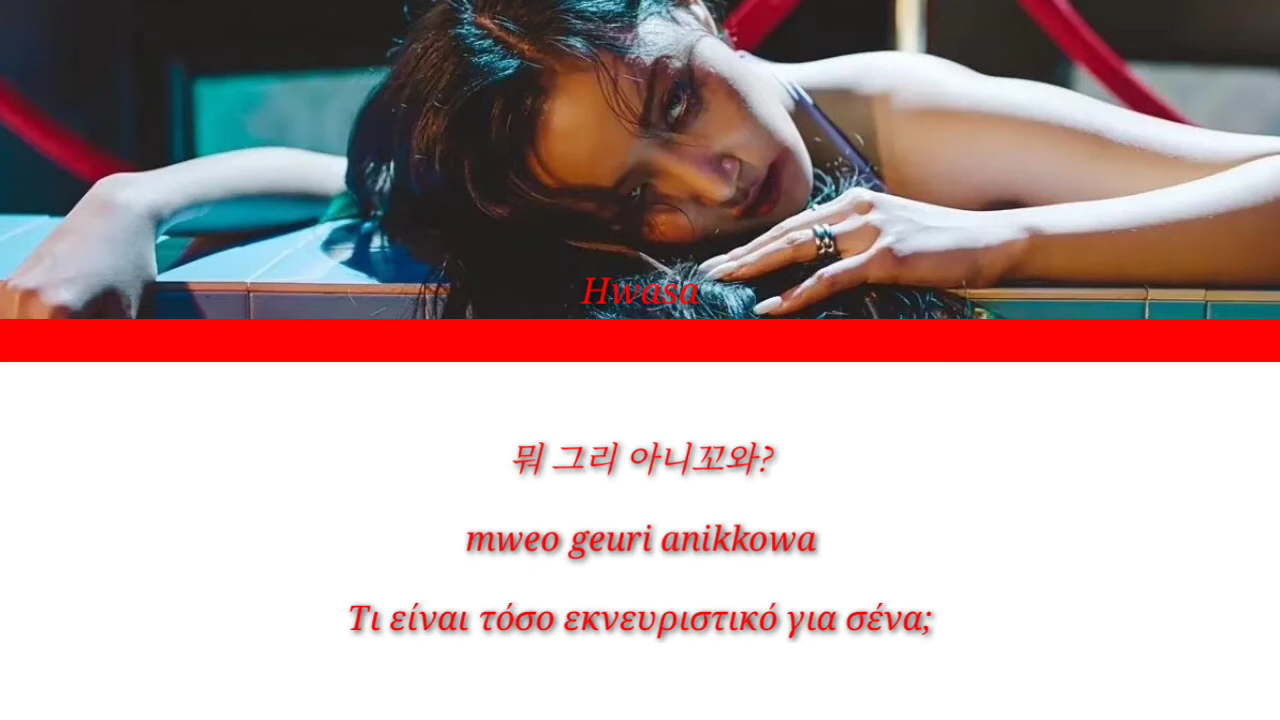 Hwasa
뭐 그리 아니꼬와?
mweo geuri anikkowa
Τι είναι τόσο εκνευριστικό για σένα;